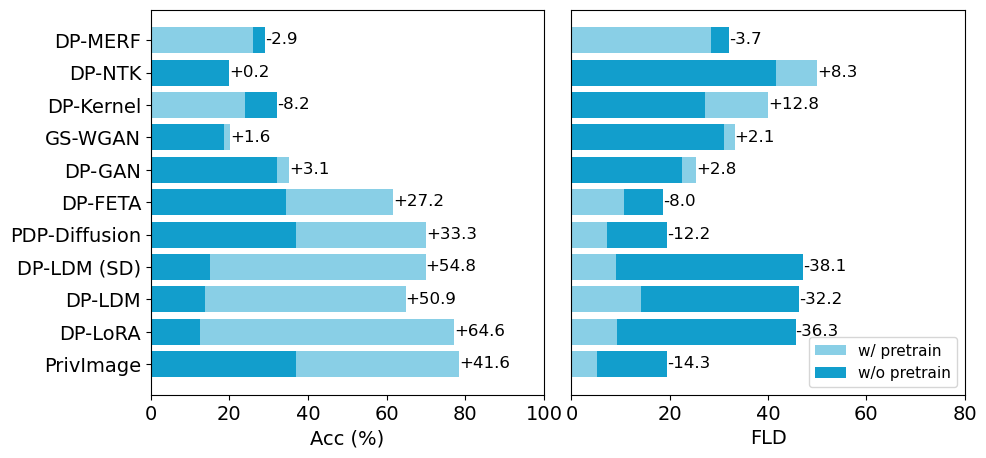 DP-MERF -2.9 -3.7
DP-NTK +0.2 +8.3
DP-Kernel -8.2 +12.8
GS-WGAN +1.6 +2.1
DP-GAN +3.1 +2.8
DP-FETA +27.2 -8.0
PDP-Diffusion +33.3 -12.2
DP-LDM (SD) +54.8 -38.1
DP-LDM +50.9 -32.2
DP-LoRA +64.6 -36.3
w/ pretrain
PrivImage +41.6 -14.3
w/o pretrain
0 20 40 60 80 100 0 20 40 60 80
Acc (%) FLD